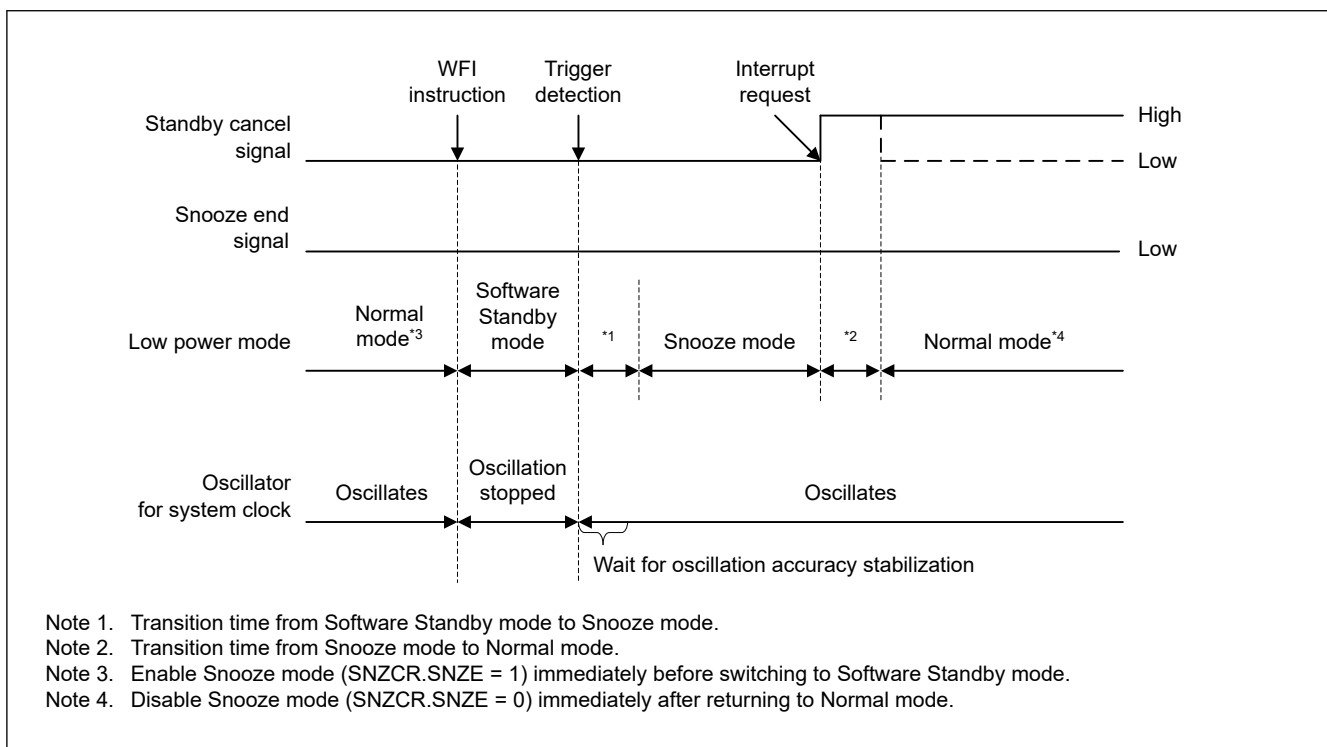 WFI
instruction
Trigger
detection
Interrupt
request
Standby cancel
signal
High
Low
Snooze end
signal
Low
Low power mode
Normal
mode*3
Software
Standby
mode
*1
Snooze mode
*2
Normal mode*4
Oscillator
for system clock
Oscillates
Oscillation
stopped
Oscillates
Wait for oscillation accuracy stabilization
Note 1. Transition time from Software Standby mode to Snooze mode.
Note 2. Transition time from Snooze mode to Normal mode.
Note 3. Enable Snooze mode (SNZCR.SNZE = 1) immediately before switching to Software Standby mode.
Note 4. Disable Snooze mode (SNZCR.SNZE = 0) immediately after returning to Normal mode.